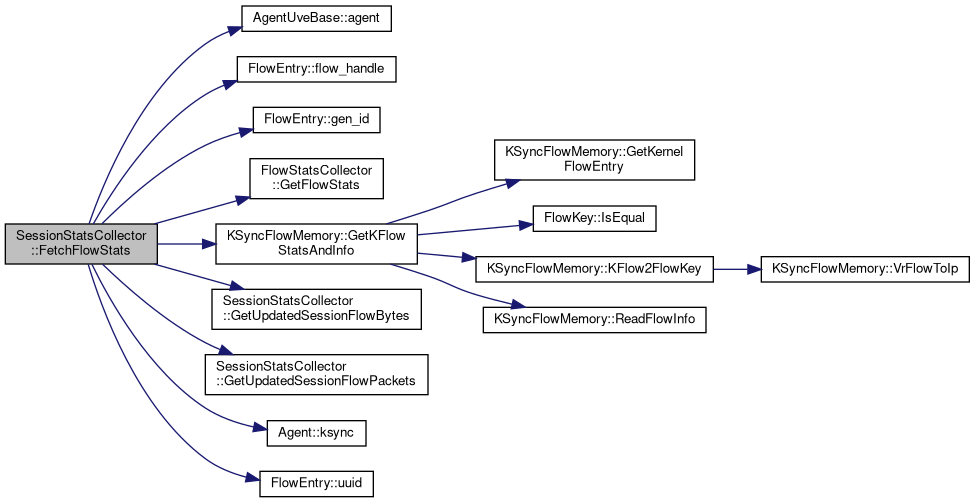 SessionStatsCollector
::FetchFlowStats
AgentUveBase::agent
FlowEntry::flow_handle
FlowEntry::gen_id
FlowStatsCollector
::GetFlowStats
KSyncFlowMemory::GetKFlow
StatsAndInfo
KSyncFlowMemory::GetKernel
FlowEntry
FlowKey::IsEqual
KSyncFlowMemory::KFlow2FlowKey
KSyncFlowMemory::VrFlowToIp
KSyncFlowMemory::ReadFlowInfo
SessionStatsCollector
::GetUpdatedSessionFlowBytes
SessionStatsCollector
::GetUpdatedSessionFlowPackets
Agent::ksync
FlowEntry::uuid